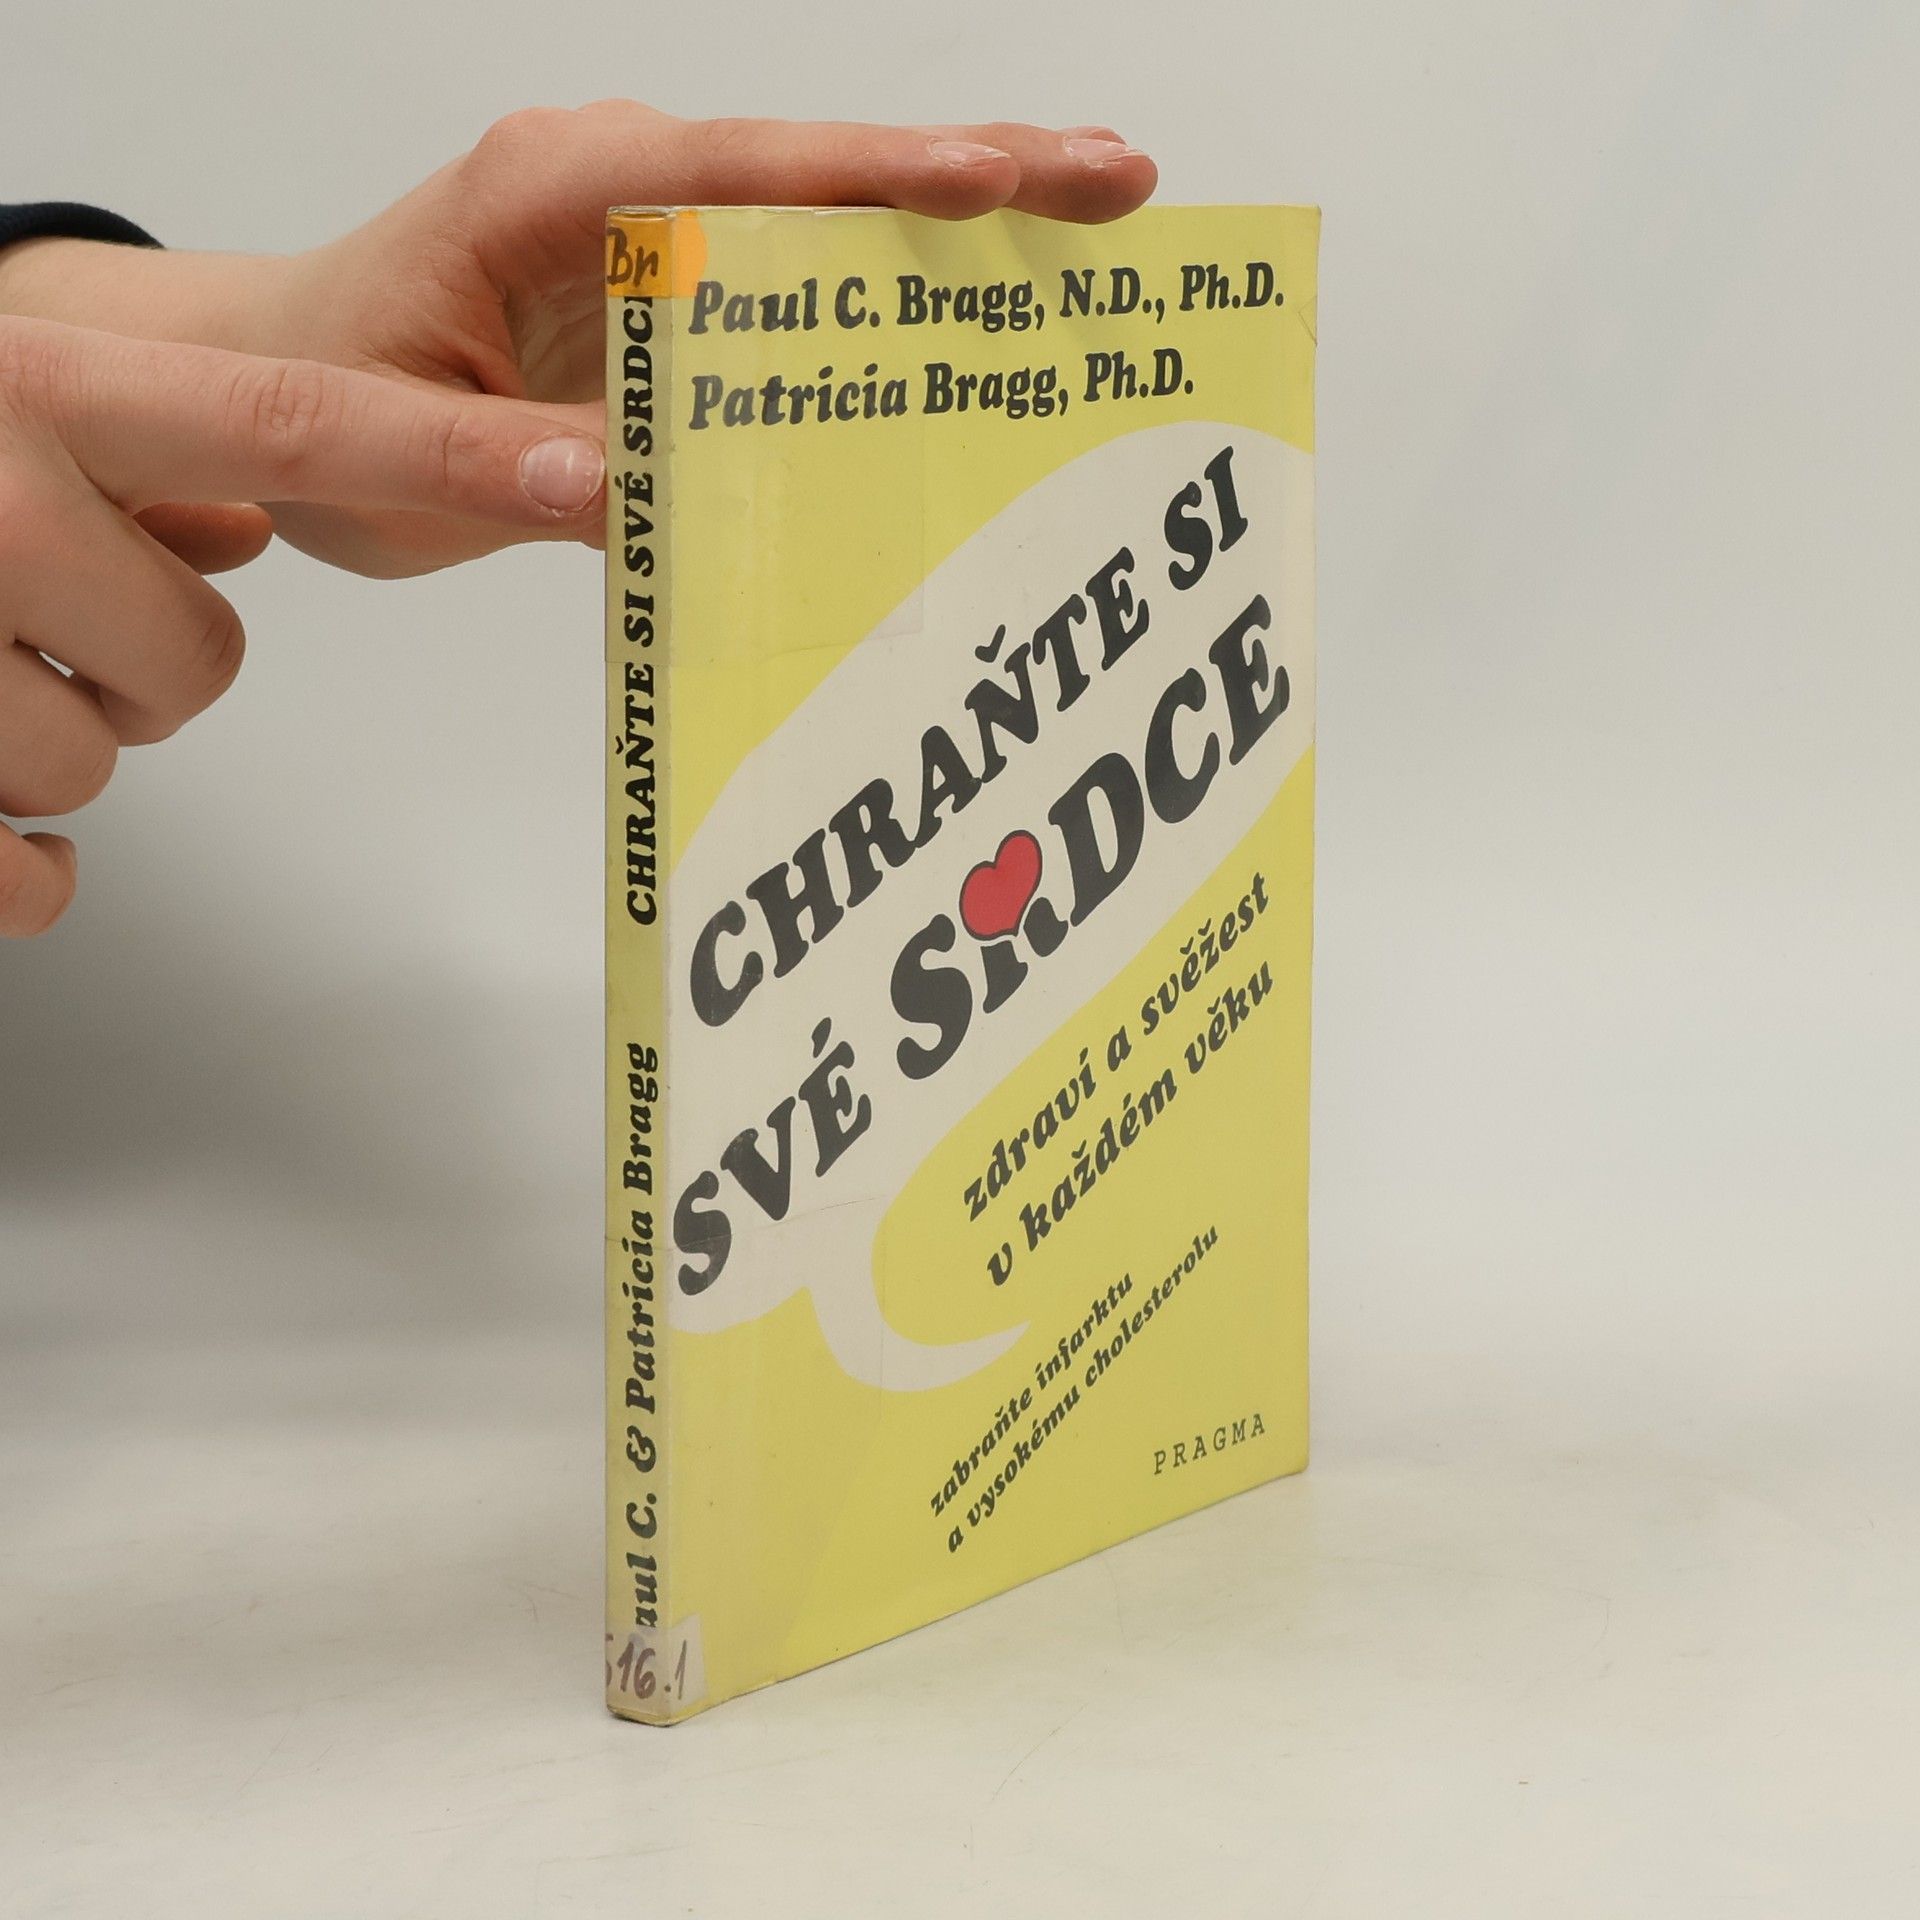 Br
CHRAŇTE SI SVÉ SRDCE
Paul C. & Patricia Bragg
516.1
Paul C. Bragg, N.D., Ph.D.
Patricia Bragg, Ph.D.
CHRAŇTE SI
SVÉ SRDCE
zdraví a svěžest
v každém věku
zabraňte infarktu
a vysokému cholesterolu
PRAGMA